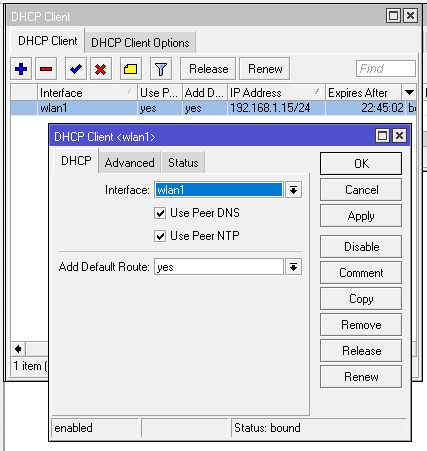 DHCP Client
DHCP Client DHCP Client Options
Release Renew Find
Interface Use P... Add D... IP Address Expires After
wlan1 yes yes 192.168.1.15/24 22:45:02
DHCP Client <wlan1>
DHCP Advanced Status
Interface: wlan1
Use Peer DNS
Use Peer NTP
Add Default Route: yes
OK
Cancel
Apply
Disable
Comment
Copy
Remove
Release
Renew
enabled Status: bound
1 item (